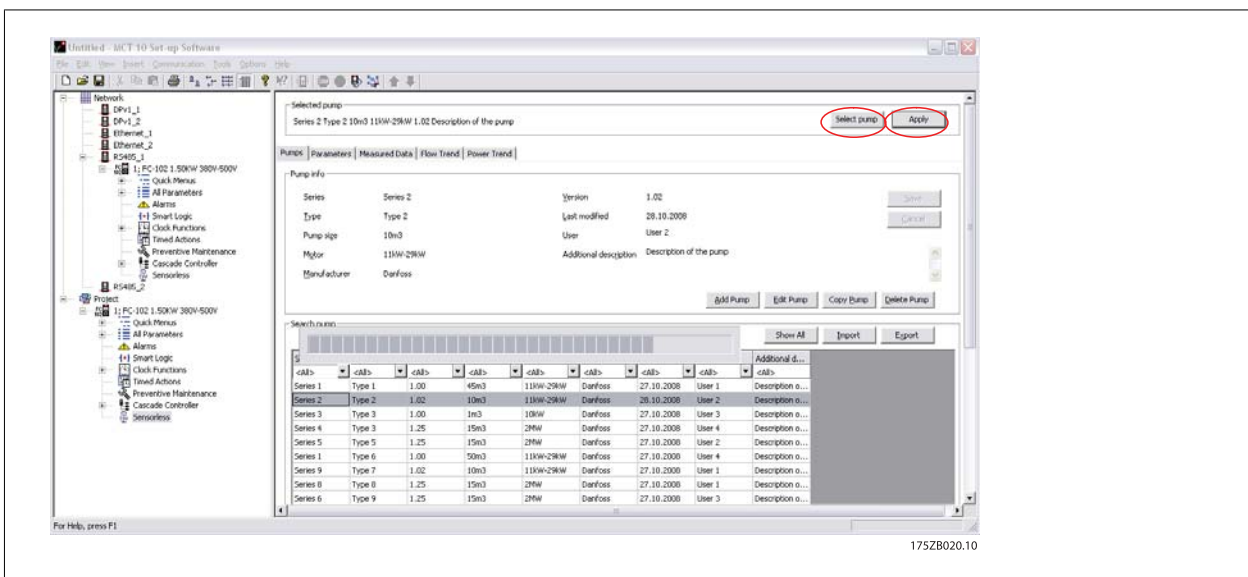 Untitled - MCT 10 Set-up Software
File Edit View Insert Communication Tools Options Help
Network
DPv1_1
DPv1_2
Ethernet_1
Ethernet_2
RS485_1
1: FC-102 1.50KW 380V-500V
Quick Menus
All Parameters
Alarms
Smart Logic
Clock Functions
Timed Actions
Preventive Maintenance
Cascade Controller
Sensorless
RS485_2
Project
1: FC-102 1.50KW 380V-500V
Quick Menus
All Parameters
Alarms
Smart Logic
Clock Functions
Timed Actions
Preventive Maintenance
Cascade Controller
Sensorless
Selected pump
Series 2 Type 2 10m3 11kW-29kW 1.02 Description of the pump
Select pump Apply
Pumps Parameters Measured Data Flow Trend Power Trend
Pump info
Series Series 2 Version 1.02 Save
Type Type 2 Last modified 28.10.2008 Cancel
Pump size 10m3 User User 2
Motor 11kW-29kW Additional description Description of the pump
Manufacturer Danfoss
Add Pump Edit Pump Copy Pump Delete Pump
Search pump
Show All Import Export
S Additional d...
<All> <All> <All> <All> <All> <All> <All> <All> <All>
Series 1 Type 1 1.00 45m3 11kW-29kW Danfoss 27.10.2008 User 1 Description o...
Series 2 Type 2 1.02 10m3 11kW-29kW Danfoss 28.10.2008 User 2 Description o...
Series 3 Type 3 1.00 1m3 10kW Danfoss 27.10.2008 User 3 Description o...
Series 4 Type 3 1.25 15m3 2MW Danfoss 27.10.2008 User 4 Description o...
Series 5 Type 5 1.25 15m3 2MW Danfoss 27.10.2008 User 2 Description o...
Series 1 Type 6 1.00 50m3 11kW-29kW Danfoss 27.10.2008 User 4 Description o...
Series 9 Type 7 1.02 10m3 11kW-29kW Danfoss 27.10.2008 User 1 Description o...
Series 8 Type 8 1.25 15m3 2MW Danfoss 27.10.2008 User 1 Description o...
Series 6 Type 9 1.25 15m3 2MW Danfoss 27.10.2008 User 3 Description o...
For Help, press F1
175ZB020.10